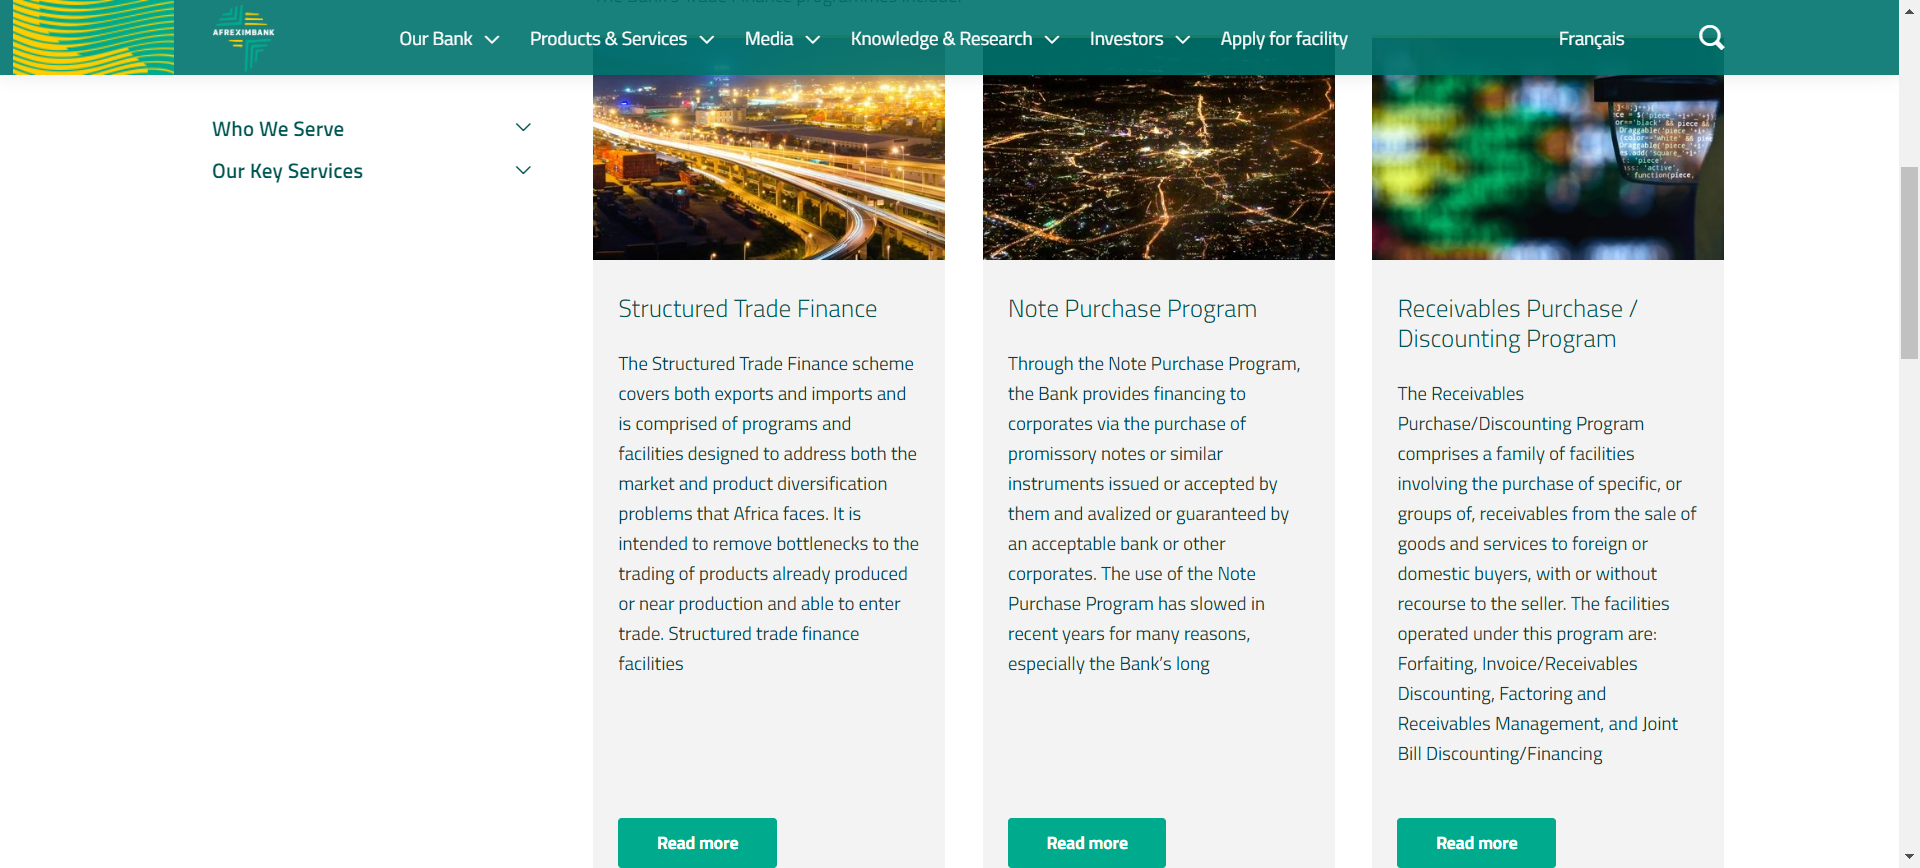 The Bank's Trade Finance programmes include:
AFREXIMBANK
Our Bank
Products & Services
Media
Knowledge & Research
Investors
Apply for facility
Français
Who We Serve
Our Key Services
Structured Trade Finance
The Structured Trade Finance scheme
covers both exports and imports and
is comprised of programs and
facilities designed to address both the
market and product diversification
problems that Africa faces. It is
intended to remove bottlenecks to the
trading of products already produced
or near production and able to enter
trade. Structured trade finance
facilities
Read more
Note Purchase Program
Through the Note Purchase Program,
the Bank provides financing to
corporates via the purchase of
promissory notes or similar
instruments issued or accepted by
them and avalized or guaranteed by
an acceptable bank or other
corporates. The use of the Note
Purchase Program has slowed in
recent years for many reasons,
especially the Bank’s long
Read more
Receivables Purchase /
Discounting Program
The Receivables
Purchase/Discounting Program
comprises a family of facilities
involving the purchase of specific, or
groups of, receivables from the sale of
goods and services to foreign or
domestic buyers, with or without
recourse to the seller. The facilities
operated under this program are:
Forfaiting, Invoice/Receivables
Discounting, Factoring and
Receivables Management, and Joint
Bill Discounting/Financing
Read more